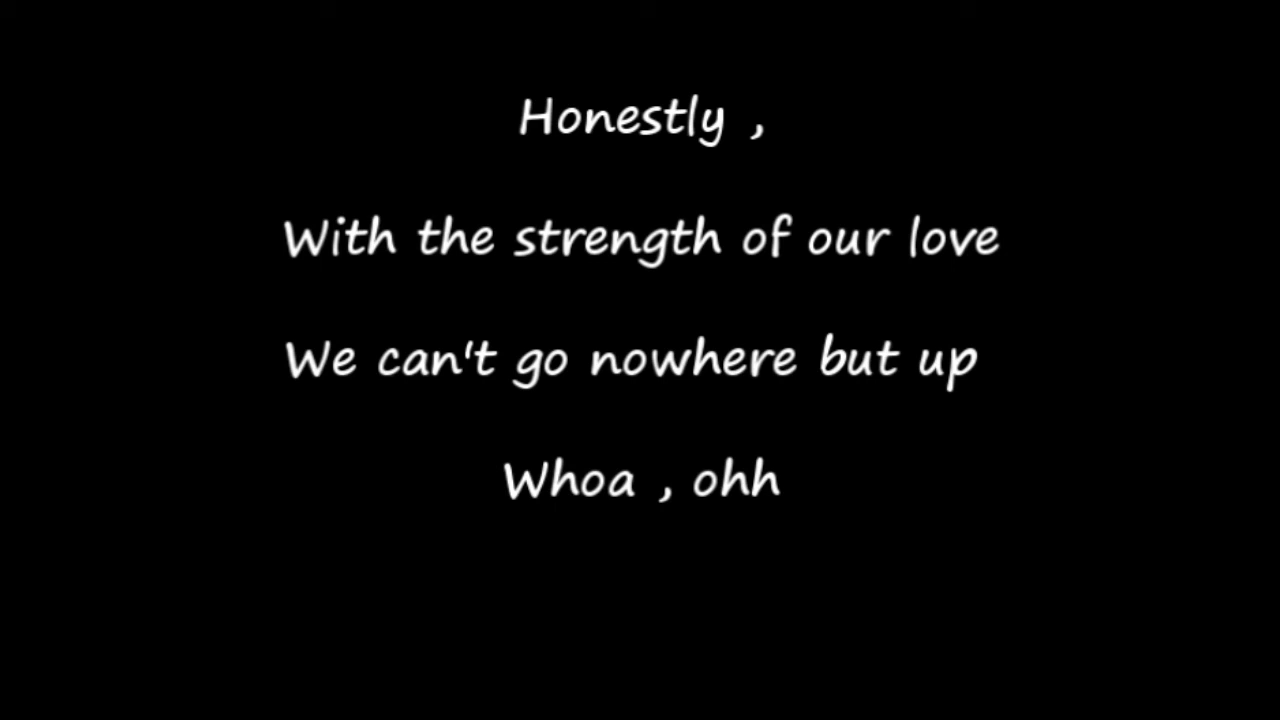 Honestly ,
With the strength of our love
We can't go nowhere but up
Whoa , ohh